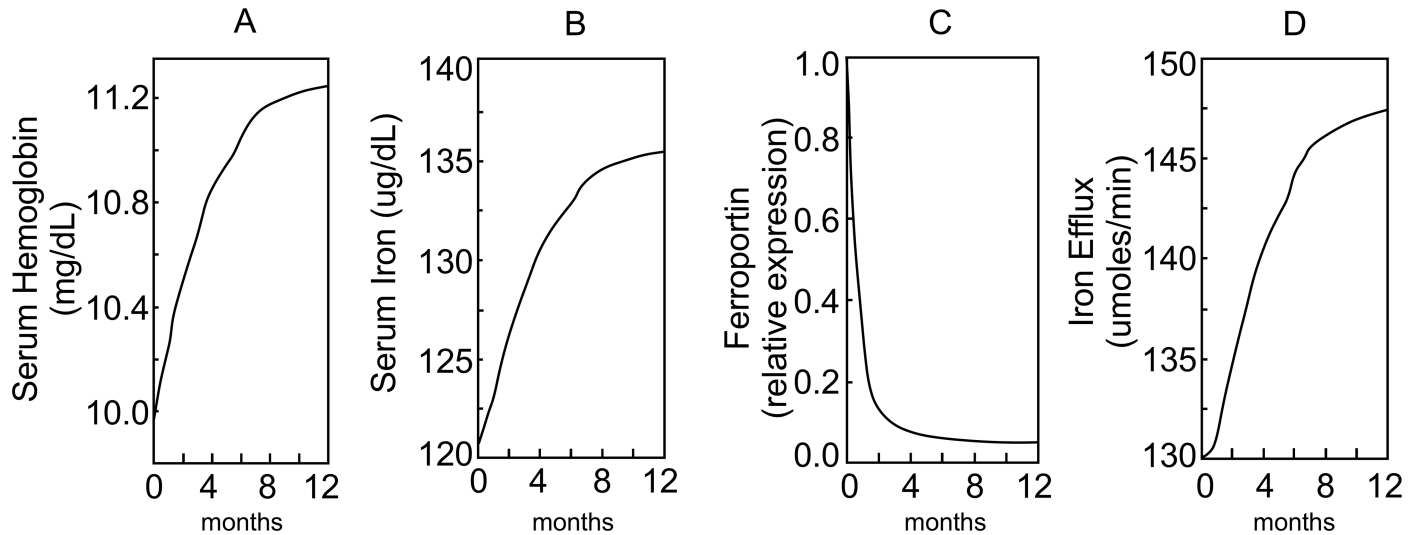 A
Serum Hemoglobin
(mg/dL)
11.2
10.8
10.4
10.0
0 4 8 12
months
B
Serum Iron (ug/dL)
140
135
130
125
120
0 4 8 12
months
C
Ferroportin
(relative expression)
1.0
0.8
0.6
0.4
0.2
0.0
0 4 8 12
months
D
Iron Efflux
(umoles/min)
150
145
140
135
130
0 4 8 12
months